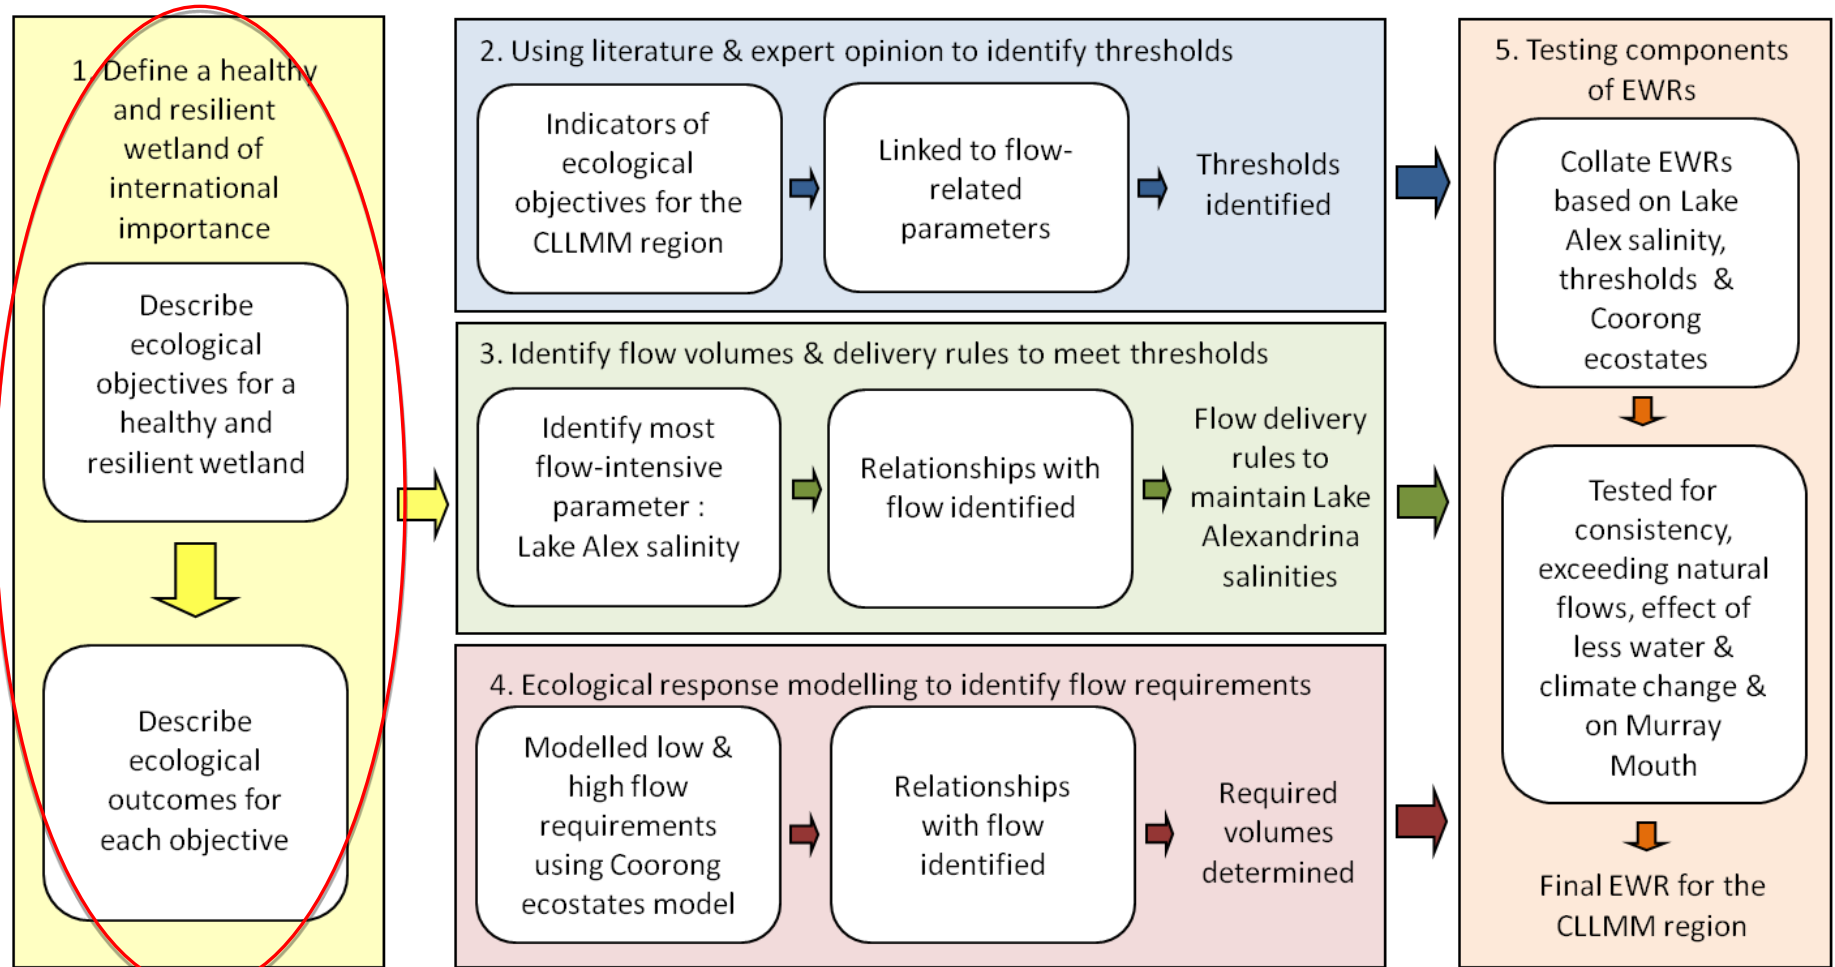 1. Define a healthy
and resilient
wetland of
international
importance
Describe
ecological
objectives for a
healthy and
resilient wetland
Describe
ecological
outcomes for
each objective
2. Using literature & expert opinion to identify thresholds
Indicators of
ecological
objectives for the
CLLMM region
Linked to flow-
related
parameters
Thresholds
identified
3. Identify flow volumes & delivery rules to meet thresholds
Identify most
flow-intensive
parameter :
Lake Alex salinity
Relationships with
flow identified
Flow delivery
rules to
maintain Lake
Alexandrina
salinities
4. Ecological response modelling to identify flow requirements
Modelled low &
high flow
requirements
using Coorong
ecostates model
Relationships
with flow
identified
Required
volumes
determined
5. Testing components
of EWRs
Collate EWRs
based on Lake
Alex salinity,
thresholds &
Coorong
ecostates
Tested for
consistency,
exceeding natural
flows, effect of
less water &
climate change &
on Murray
Mouth
Final EWR for the
CLLMM region